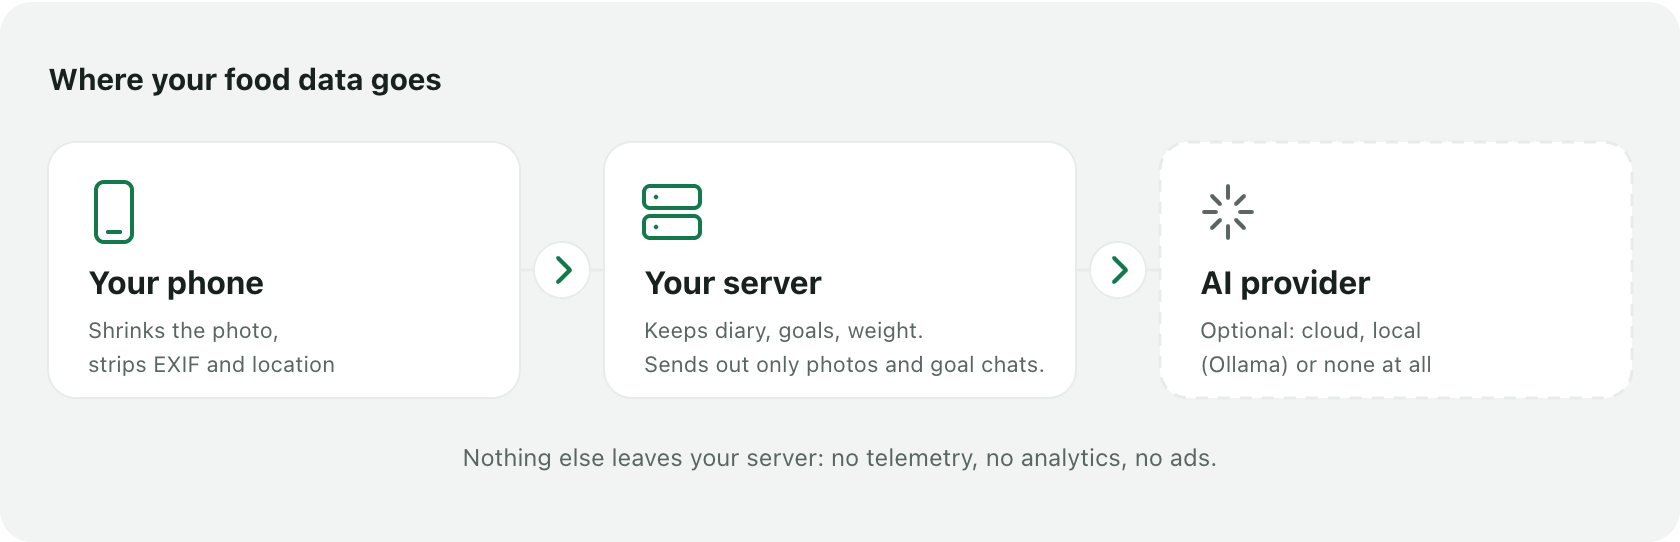 Where your food data goes
Your phone
Shrinks the photo,
strips EXIF and location
Your server
Keeps diary, goals, weight.
Sends out only photos and goal chats.
AI provider
Optional: cloud, local
(Ollama) or none at all
Nothing else leaves your server: no telemetry, no analytics, no ads.